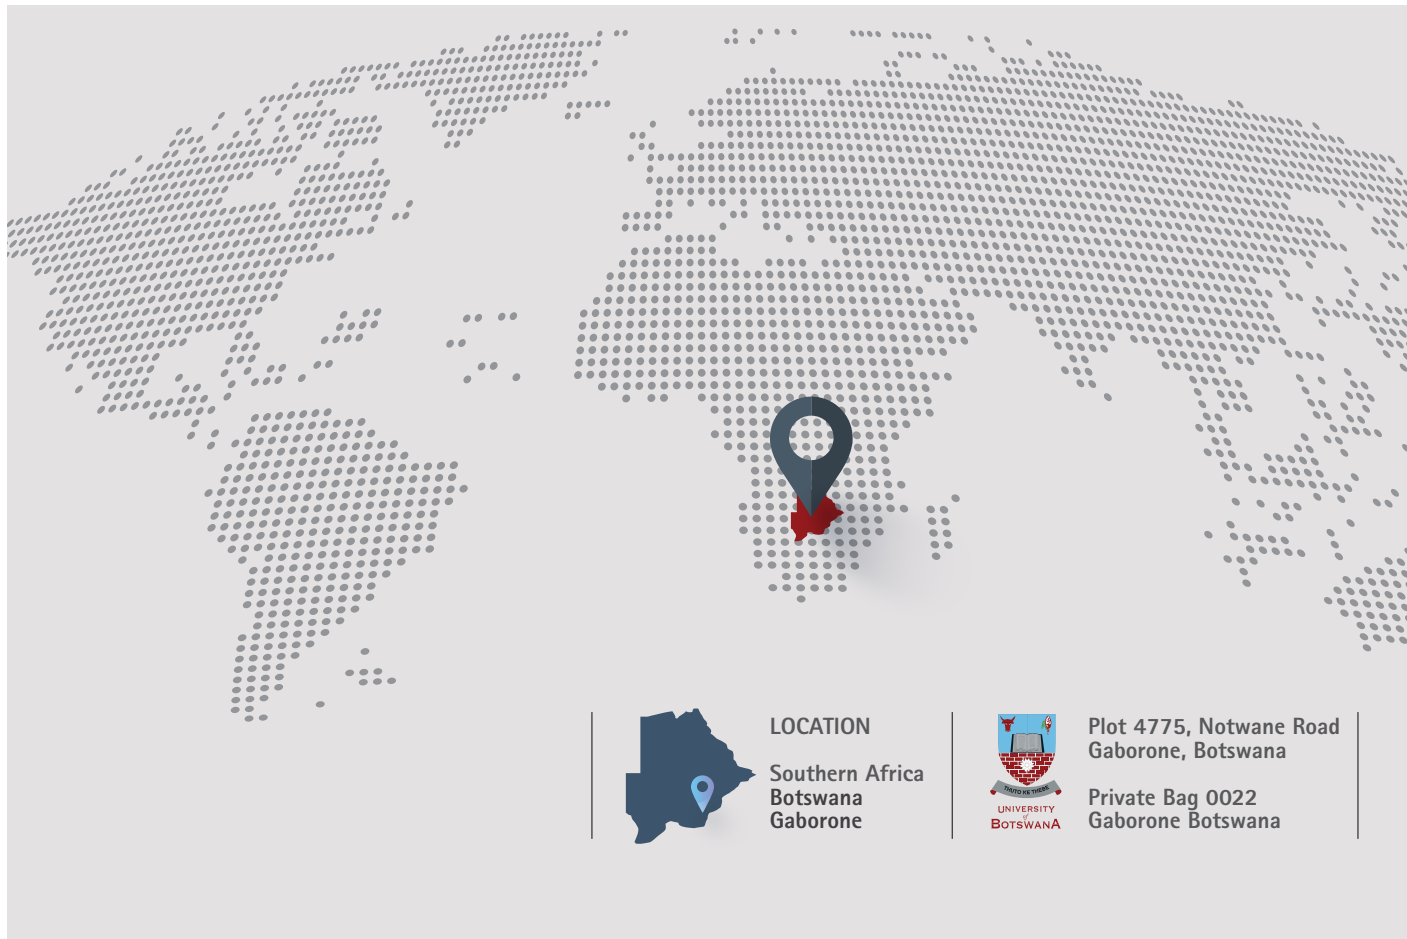 LOCATION
Southern Africa
Botswana
Gaborone
THUTO KE THEBE
UNIVERSITY
of
BOTSWANA
Plot 4775, Notwane Road
Gaborone, Botswana
Private Bag 0022
Gaborone Botswana